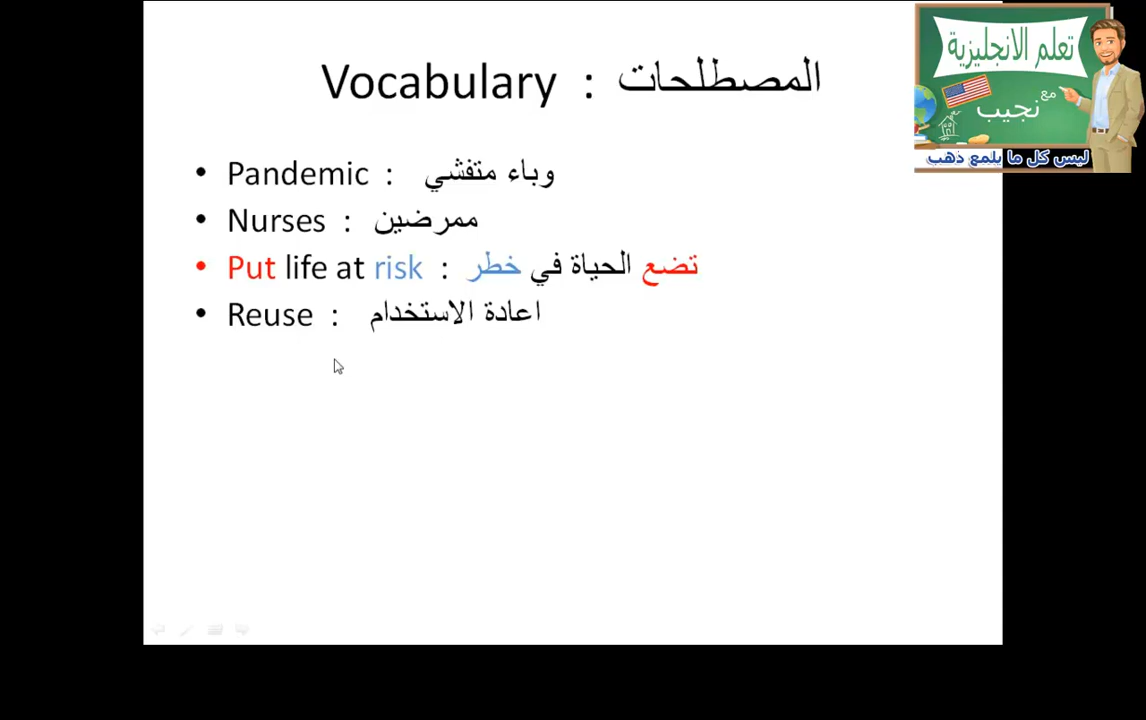 Vocabulary : المصطلحات
• Pandemic : وباء متفشي
• Nurses : ممرضين
• Put life at risk : تضع الحياة في خطر
• Reuse : اعادة الاستخدام
تعلم الانجليزية
مع
نجيب
ليس كل ما يلمع ذهب